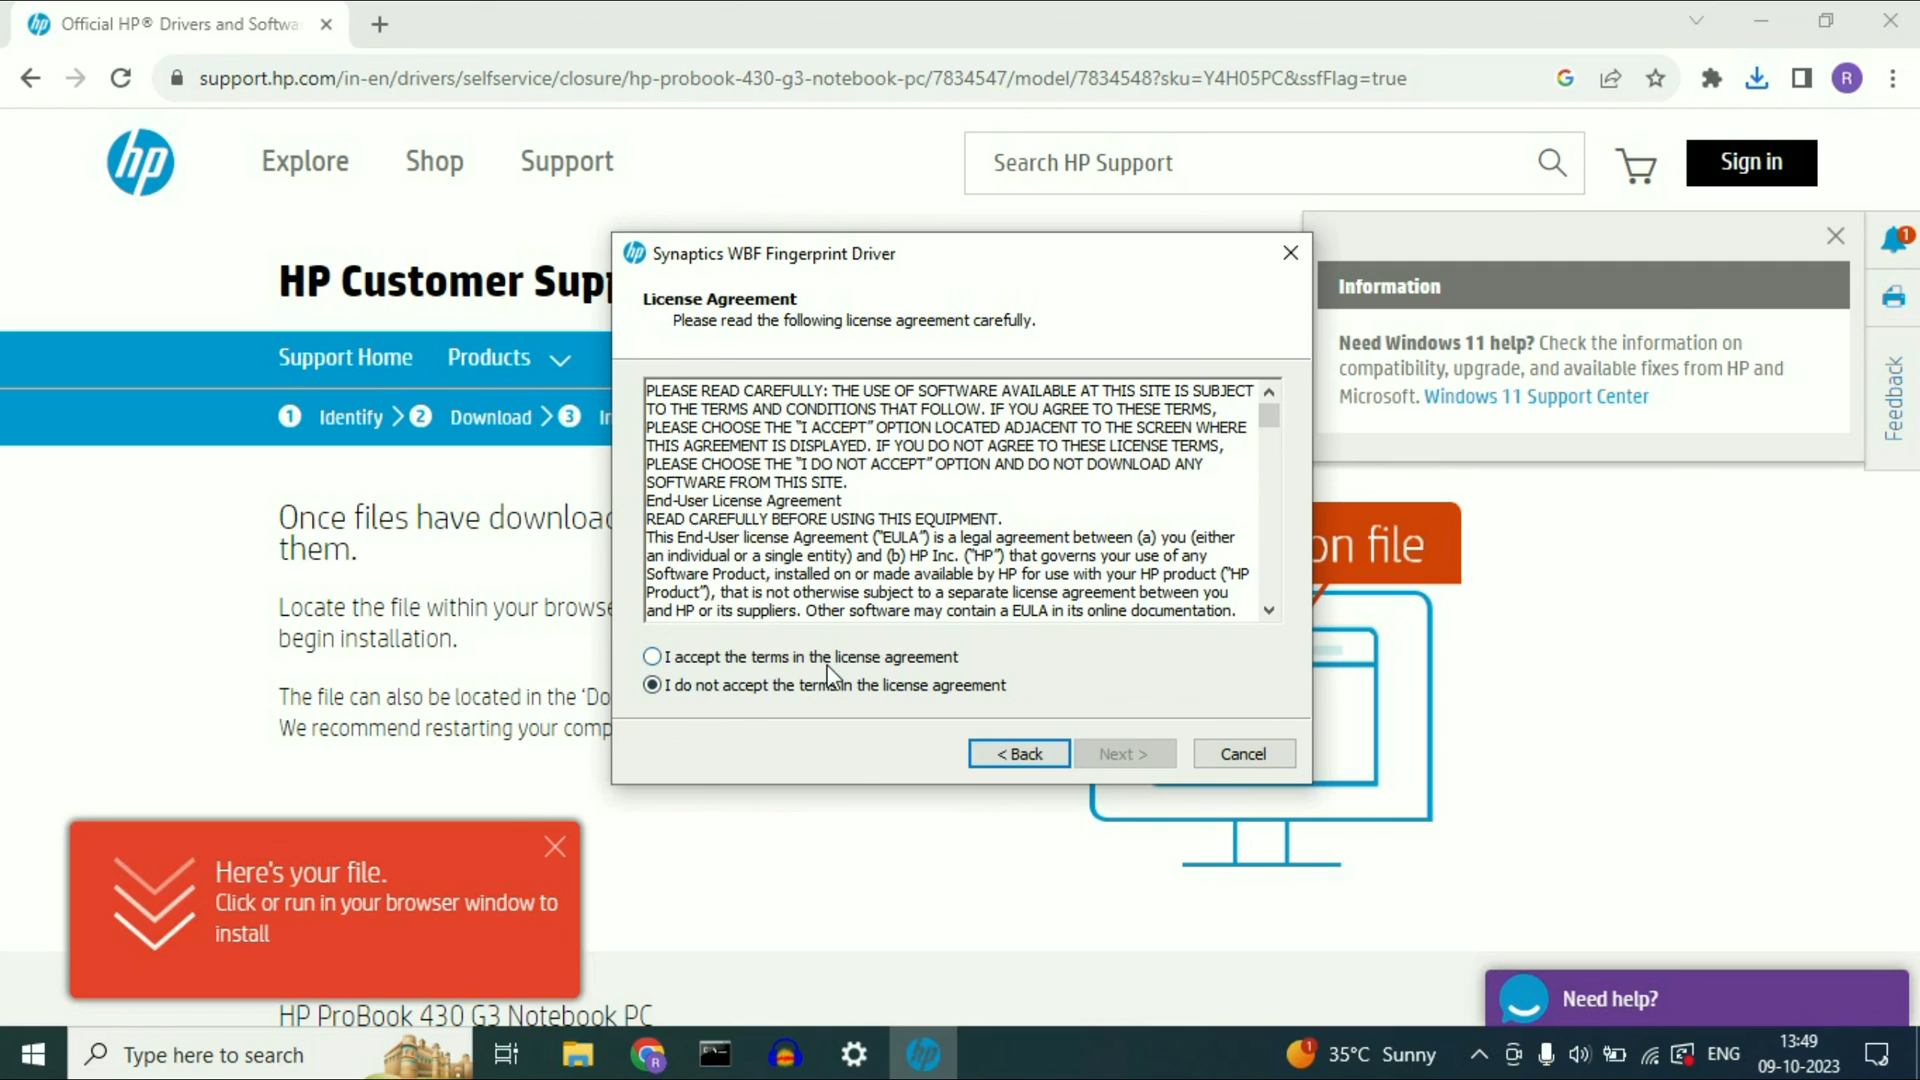 Official HP® Drivers and Softwa
support.hp.com/in-en/drivers/selfservice/closure/hp-probook-430-g3-notebook-pc/7834547/model/7834548?sku=Y4H05PC&ssfFlag=true
G
R
hp
Explore
Shop
Support
Search HP Support
Sign in
HP Customer Supp
Support Home
Products
1 Identify
2 Download
3 In
Once files have download
them.
Locate the file within your browse
begin installation.
The file can also be located in the ‘Do
We recommend restarting your comp
Synaptics WBF Fingerprint Driver
License Agreement
Please read the following license agreement carefully.
PLEASE READ CAREFULLY: THE USE OF SOFTWARE AVAILABLE AT THIS SITE IS SUBJECT
TO THE TERMS AND CONDITIONS THAT FOLLOW. IF YOU AGREE TO THESE TERMS,
PLEASE CHOOSE THE “I ACCEPT” OPTION LOCATED ADJACENT TO THE SCREEN WHERE
THIS AGREEMENT IS DISPLAYED. IF YOU DO NOT AGREE TO THESE LICENSE TERMS,
PLEASE CHOOSE THE “I DO NOT ACCEPT” OPTION AND DO NOT DOWNLOAD ANY
SOFTWARE FROM THIS SITE.
End-User License Agreement
READ CAREFULLY BEFORE USING THIS EQUIPMENT.
This End-User license Agreement (“EULA”) is a legal agreement between (a) you (either
an individual or a single entity) and (b) HP Inc. (“HP”) that governs your use of any
Software Product, installed on or made available by HP for use with your HP product (“HP
Product”), that is not otherwise subject to a separate license agreement between you
and HP or its suppliers. Other software may contain a EULA in its online documentation.
I accept the terms in the license agreement
I do not accept the terms in the license agreement
< Back
Next >
Cancel
Information
Need Windows 11 help? Check the information on
compatibility, upgrade, and available fixes from HP and
Microsoft. Windows 11 Support Center
1
Feedback
on file
Here's your file.
Click or run in your browser window to
install
HP ProBook 430 G3 Notebook PC
Need help?
Type here to search
R
hp
1
35°C Sunny
ENG
13:49
09-10-2023